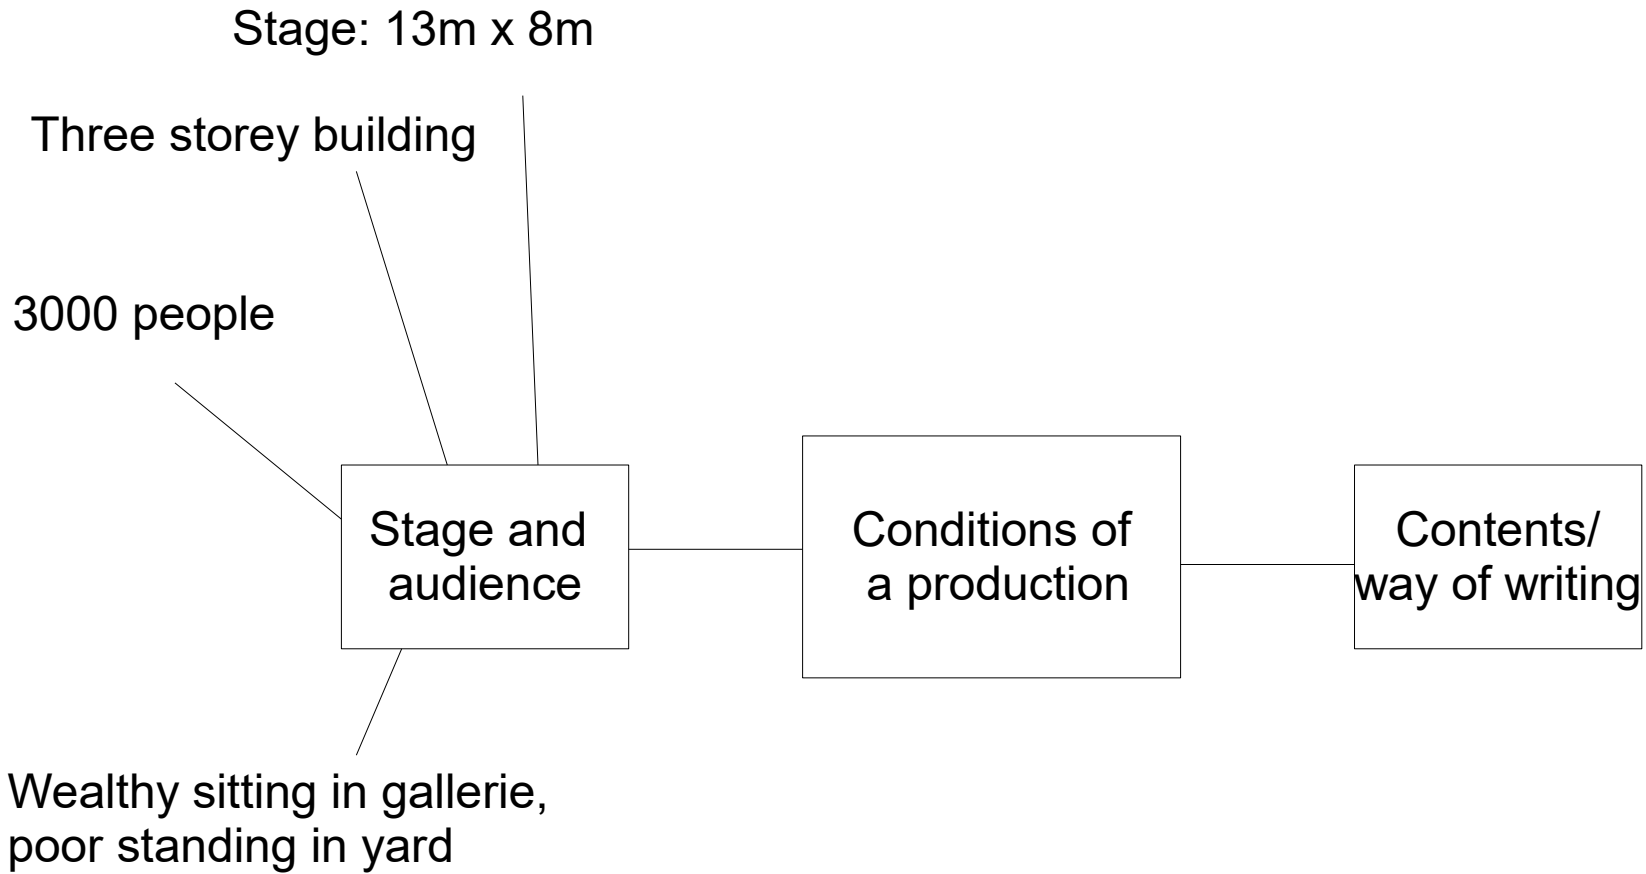 Stage: 13m x 8m
Three storey building
3000 people
Stage and
audience
Conditions of
a production
Contents/
way of writing
Wealthy sitting in gallerie,
poor standing in yard